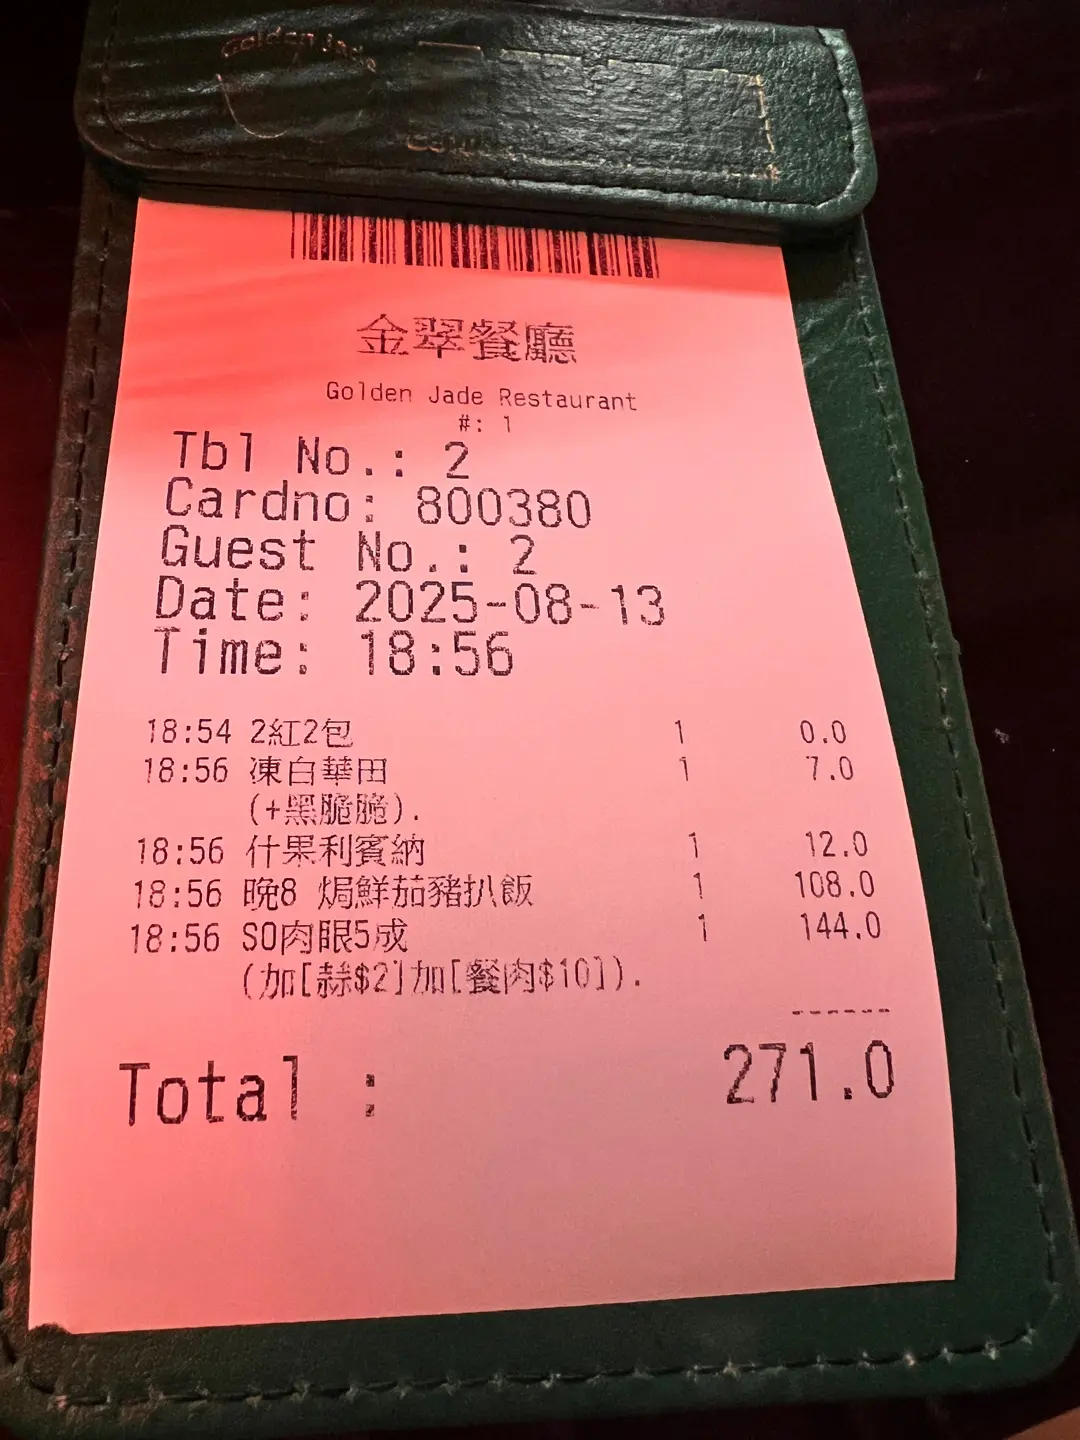 Golden Jade
金翠餐廳
Golden Jade Restaurant
#: 1
Tbl No.: 2
Cardno: 800380
Guest No.: 2
Date: 2025-08-13
Time: 18:56
18:54 2紅2包 1 0.0
18:56 凍白華田 1 7.0
(+黑脆脆).
18:56 什果利賓納 1 12.0
18:56 晚8 焗鮮茄豬扒飯 1 108.0
18:56 SO肉眼5成 1 144.0
(加[蒜$2]加[餐肉$10]).
------
Total : 271.0